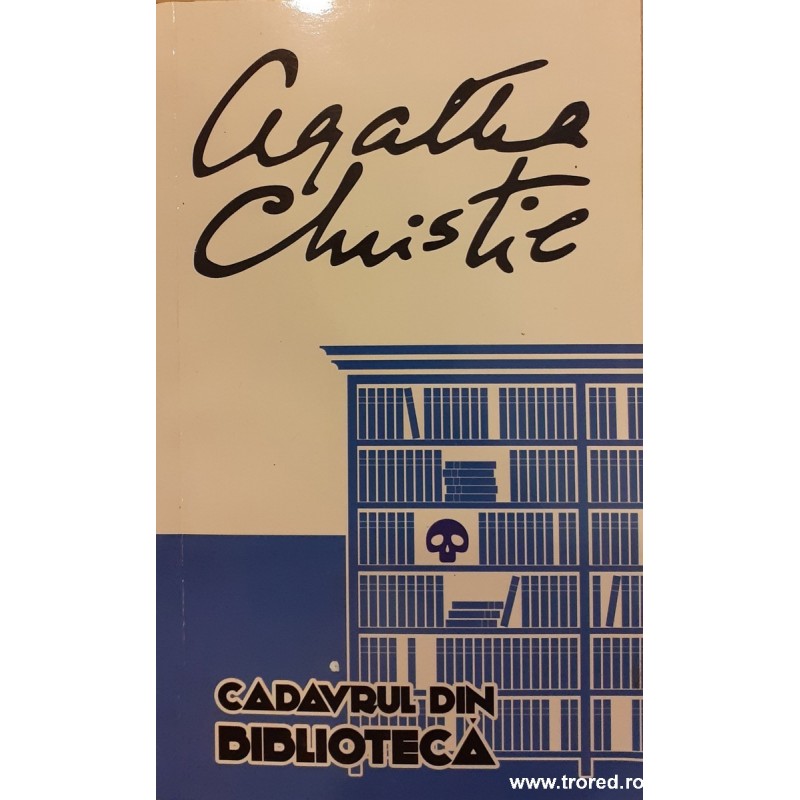 Agatha
Christie
CADAVRUL DIN
BIBLIOTECĂ
www.trored.ro